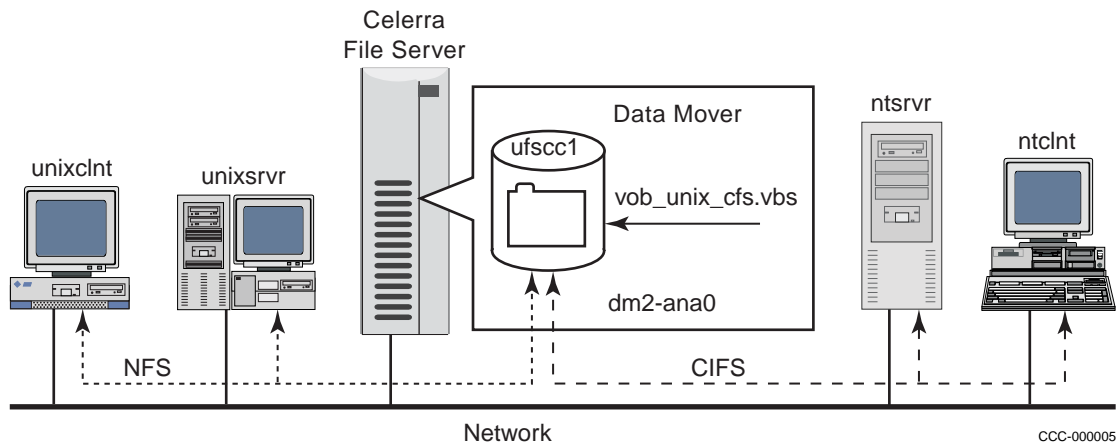 Celerra
File Server
Data Mover
ntsrvr
ufscc1
ntclnt
unixclnt
unixsrvr
vob_unix_cfs.vbs
dm2-ana0
NFS
CIFS
Network
CCC-000005